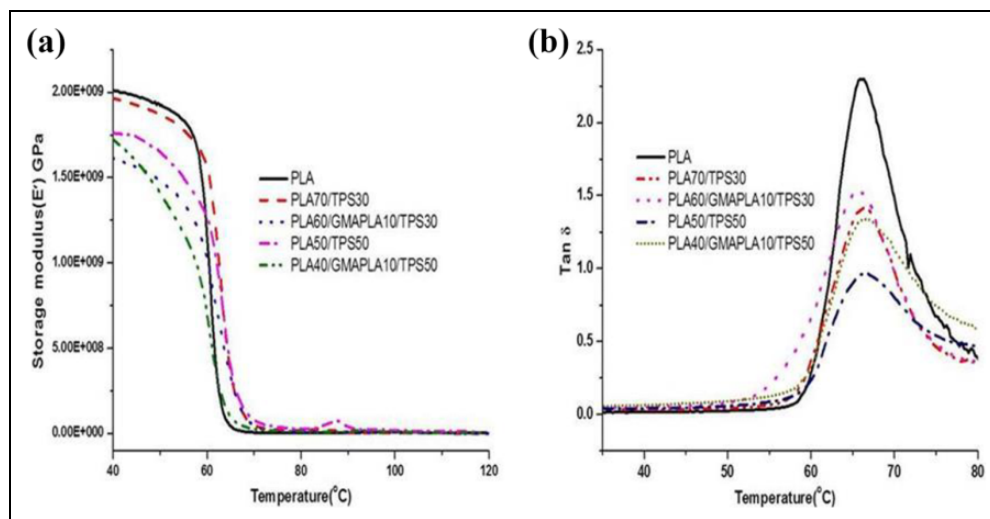 (a)
Storage modulus(E') GPa
2.00E+009
1.50E+009
1.00E+009
5.00E+008
0.00E+000
PLA
PLA70/TPS30
PLA60/GMAPLA10/TPS30
PLA50/TPS50
PLA40/GMAPLA10/TPS50
40 60 80 100 120
Temperature(°C)
(b)
Tan δ
2.5
2.0
1.5
1.0
0.5
0.0
PLA
PLA70/TPS30
PLA60/GMAPLA10/TPS30
PLA50/TPS50
PLA40/GMAPLA10/TPS50
40 50 60 70 80
Temperature(°C)